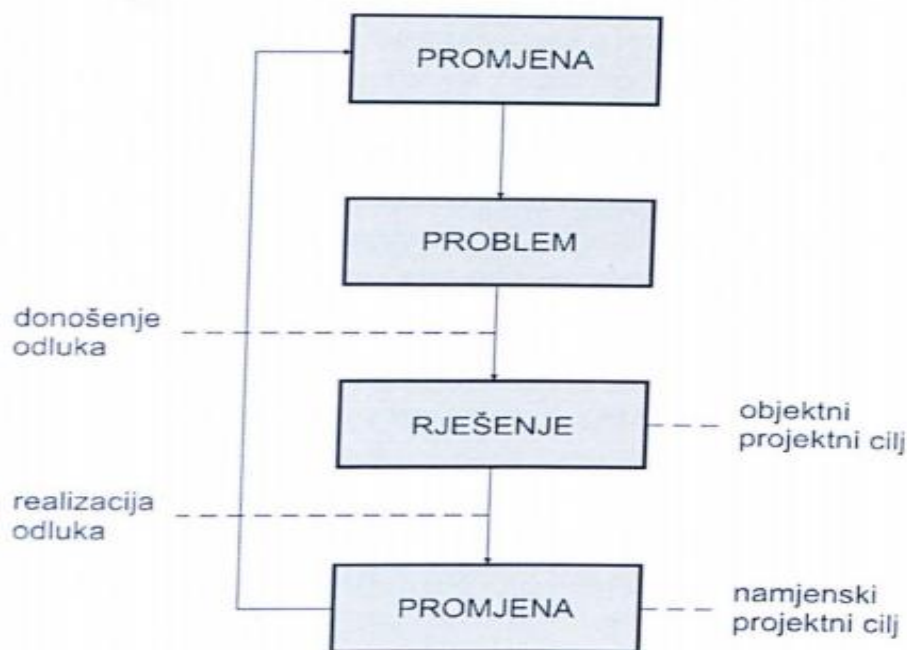 PROMJENA
PROBLEM
donošenje
odluka
RJEŠENJE
objektni
projektni cilj
realizacija
odluka
PROMJENA
namjenski
projektni cilj